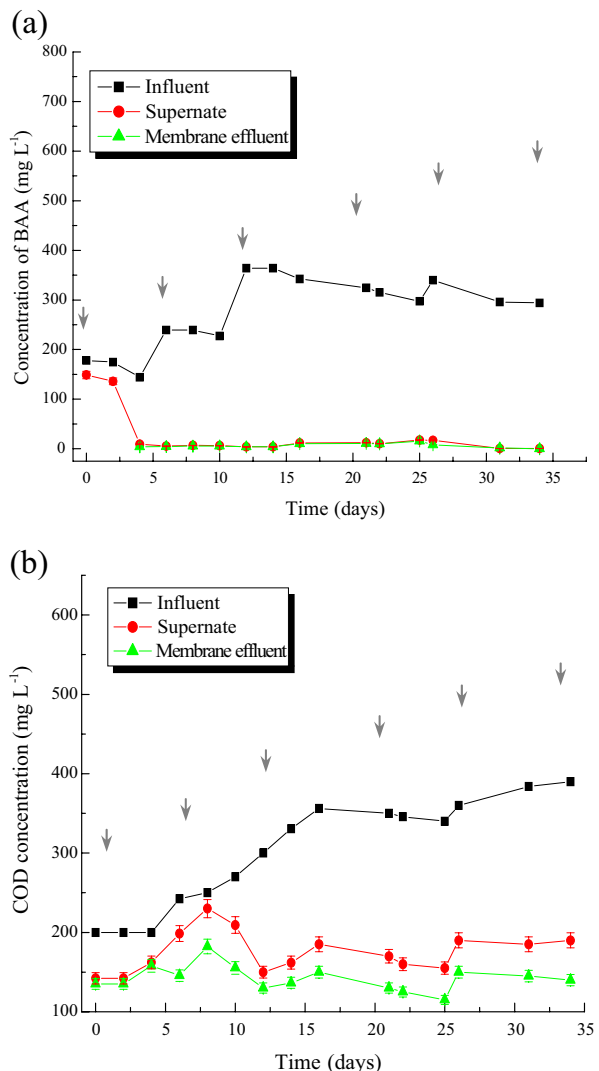 (a)
800
700
600
500
400
300
200
100
0
Concentration of BAA (mg L-1)
Influent
Supernate
Membrane effluent
0 5 10 15 20 25 30 35
Time (days)
(b)
600
500
400
300
200
100
COD concentration (mg L-1)
Influent
Supernate
Membrane effluent
0 5 10 15 20 25 30 35
Time (days)